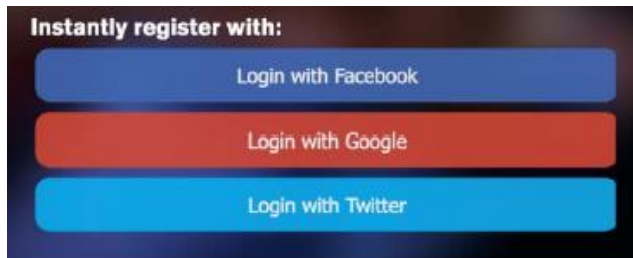 Instantly register with:
Login with Facebook
Login with Google
Login with Twitter